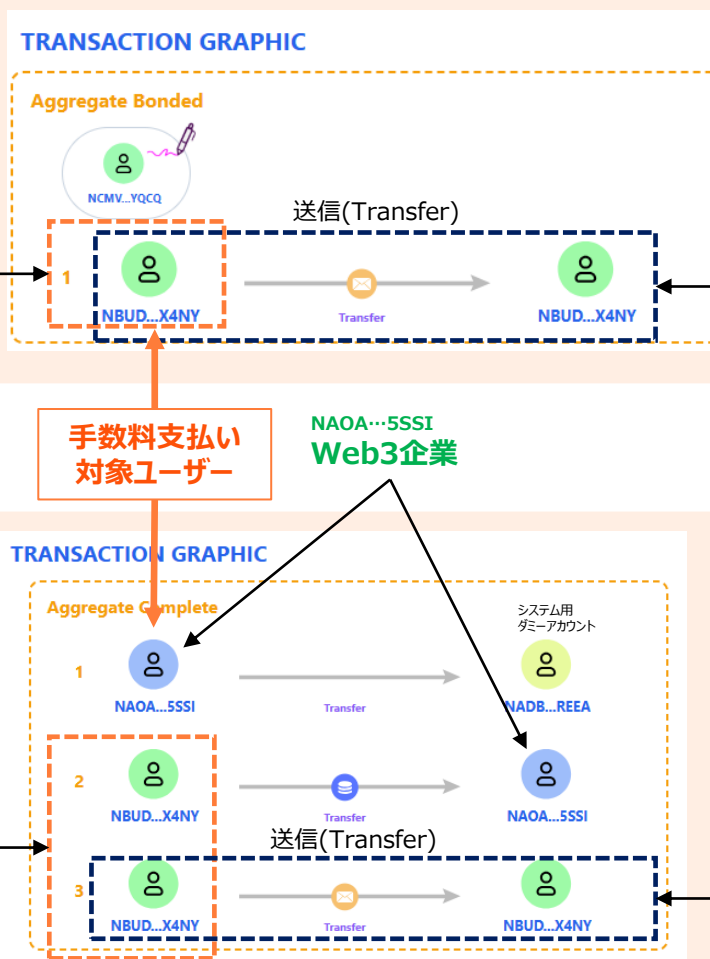 TRANSACTION GRAPHIC
Aggregate Bonded
NCMV...YQCQ
送信(Transfer)
1
NBUD...X4NY
Transfer
NBUD...X4NY
手数料支払い
対象ユーザー
NAOA…5SSI
Web3企業
TRANSACTION GRAPHIC
Aggregate Complete
システム用
ダミーアカウント
1
NAOA...5SSI
Transfer
NADB...REEA
2
NBUD...X4NY
Transfer
NAOA...5SSI
送信(Transfer)
3
NBUD...X4NY
Transfer
NBUD...X4NY